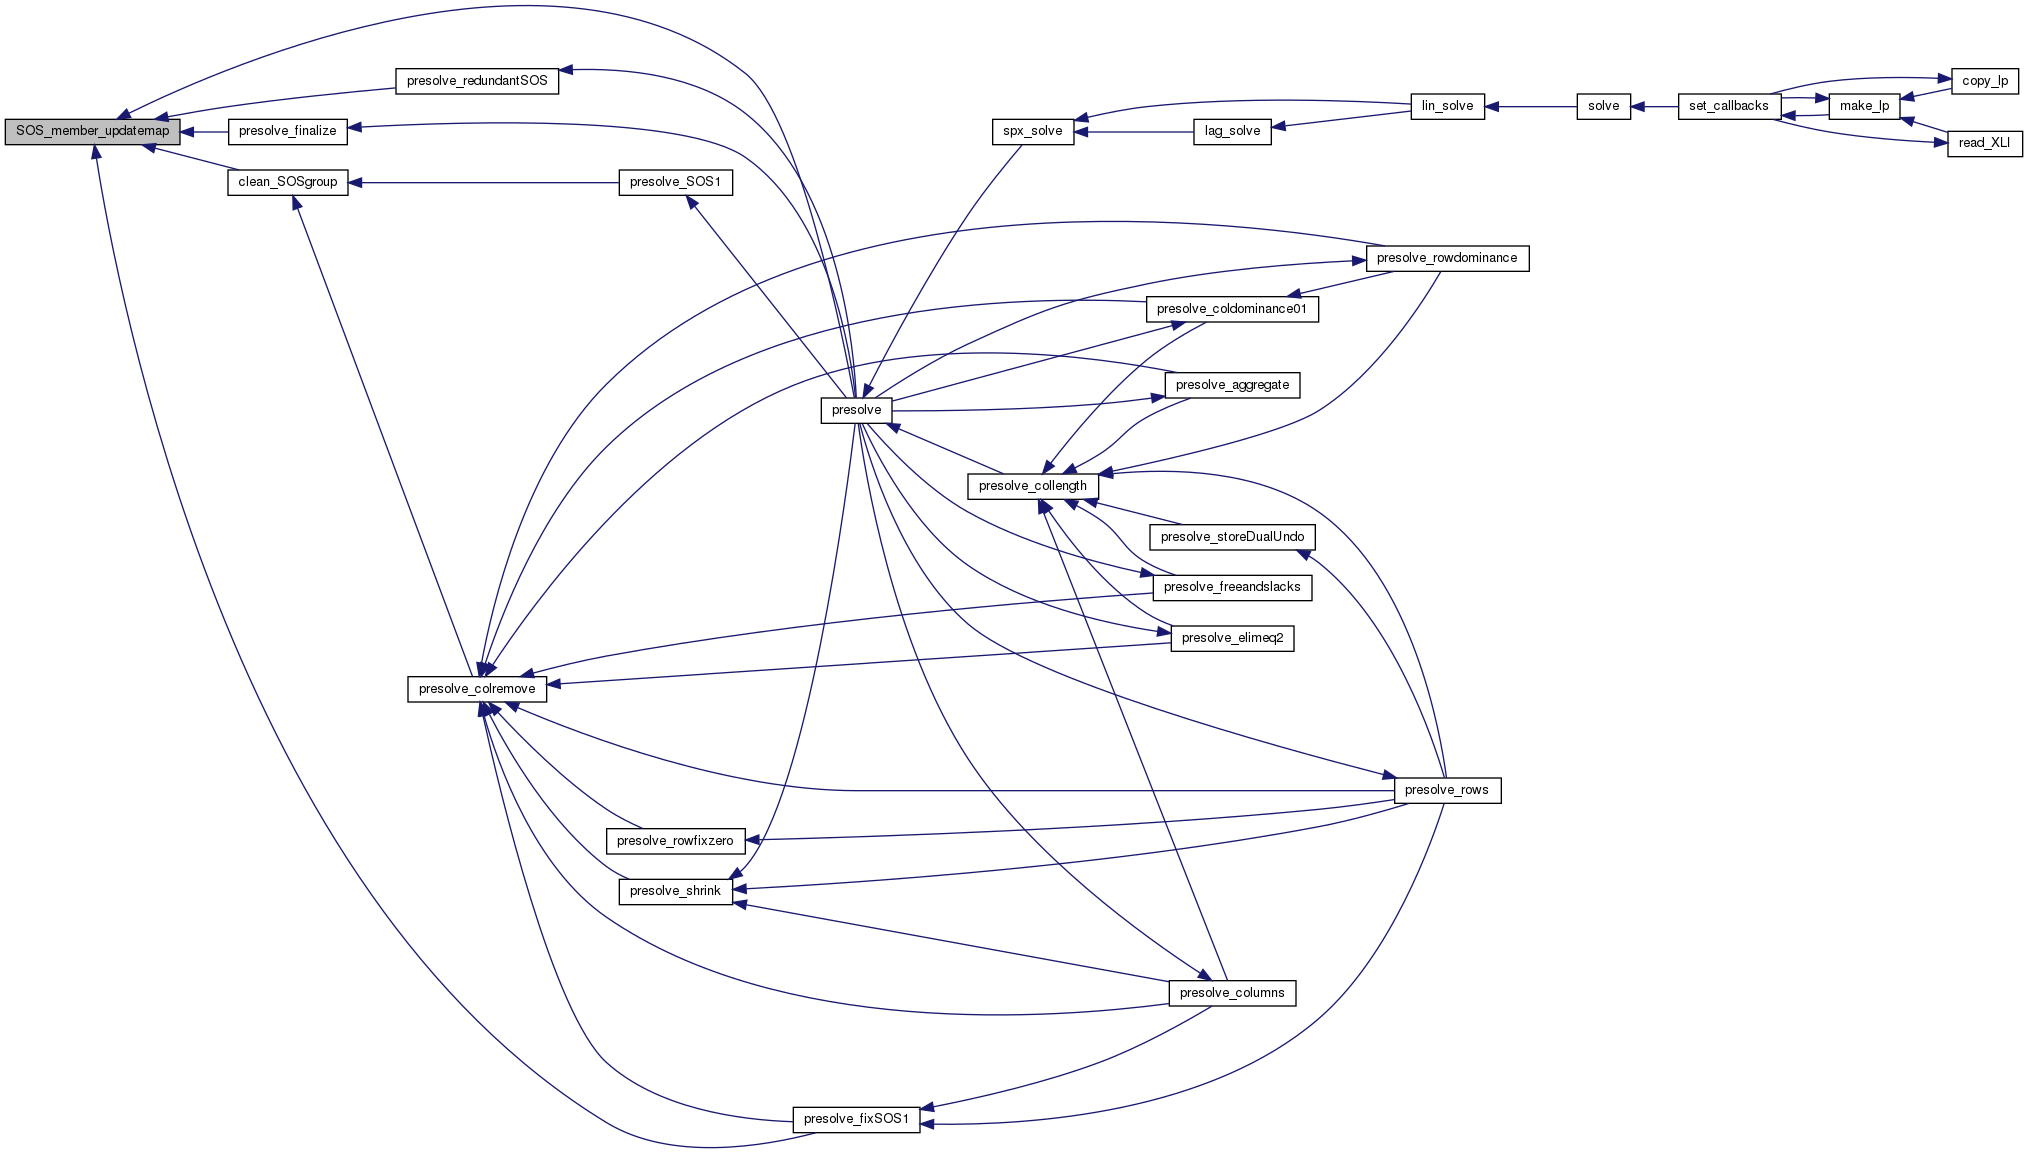 SOS_member_updatemap
presolve_redundantSOS
presolve_finalize
clean_SOSgroup
presolve_SOS1
presolve
spx_solve
lag_solve
lin_solve
solve
set_callbacks
make_lp
copy_lp
read_XLI
presolve_rowdominance
presolve_coldominance01
presolve_aggregate
presolve_collength
presolve_storeDualUndo
presolve_freeandslacks
presolve_elimeq2
presolve_colremove
presolve_rows
presolve_rowfixzero
presolve_shrink
presolve_columns
presolve_fixSOS1